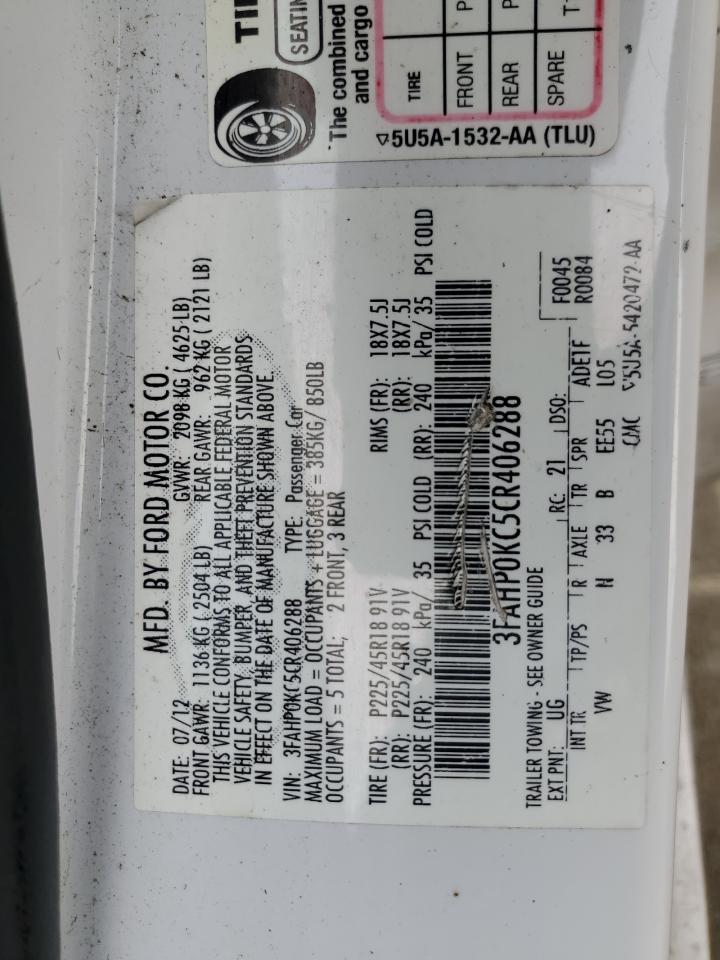 MFD. BY FORD MOTOR CO.
DATE: 07/12 GVWR: 2098 KG ( 4625 LB)
FRONT GAWR: 1136 KG ( 2504 LB) REAR GAWR: 962 KG ( 2121 LB)
THIS VEHICLE CONFORMS TO ALL APPLICABLE FEDERAL MOTOR
VEHICLE SAFETY, BUMPER, AND THEFT PREVENTION STANDARDS
IN EFFECT ON THE DATE OF MANUFACTURE SHOWN ABOVE.
VIN: 3FAHP0KC5CR406288 TYPE: Passenger Car
MAXIMUM LOAD = OCCUPANTS + LUGGAGE = 385KG/ 850LB
OCCUPANTS = 5 TOTAL; 2 FRONT, 3 REAR
TIRE (FR): P225/45R18 91V RIMS (FR): 18X7.5J
(RR): P225/45R18 91V (RR): 18X7.5J
PRESSURE (FR): 240 kPa/ 35 PSI COLD (RR): 240 kPa/ 35 PSI COLD
3FAHP0KC5CR406288
TRAILER TOWING - SEE OWNER GUIDE
EXT PNT: UG RC: 21 DSO: F0045
R0084
INT TR TP/PS R AXLE TR SPR ADETF
VW N 33 B EE55 L05
CMC ▽5U5A-5420472-AA
SEATIN
The combined
and cargo
TIRE
FRONT P
REAR P
SPARE T
▽5U5A-1532-AA (TLU)